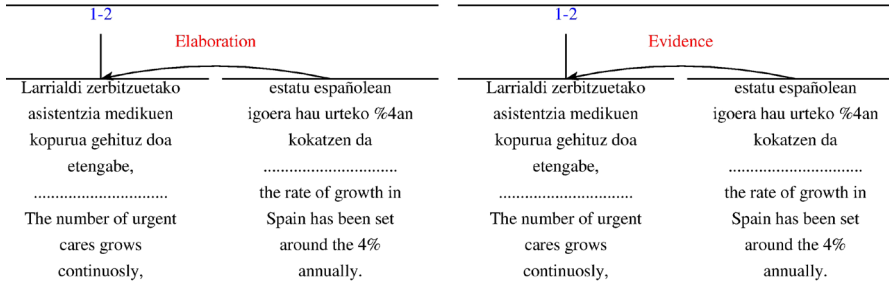 1-2
Elaboration
Larrialdi zerbitzuetako
asistentzia medikuen
kopurua gehituz doa
etengabe,
................................
The number of urgent
cares grows
continuosly,
estatu españolean
igoera hau urteko %4an
kokatzen da
................................
the rate of growth in
Spain has been set
around the 4%
annually.
1-2
Evidence
Larrialdi zerbitzuetako
asistentzia medikuen
kopurua gehituz doa
etengabe,
................................
The number of urgent
cares grows
continuosly,
estatu españolean
igoera hau urteko %4an
kokatzen da
................................
the rate of growth in
Spain has been set
around the 4%
annually.